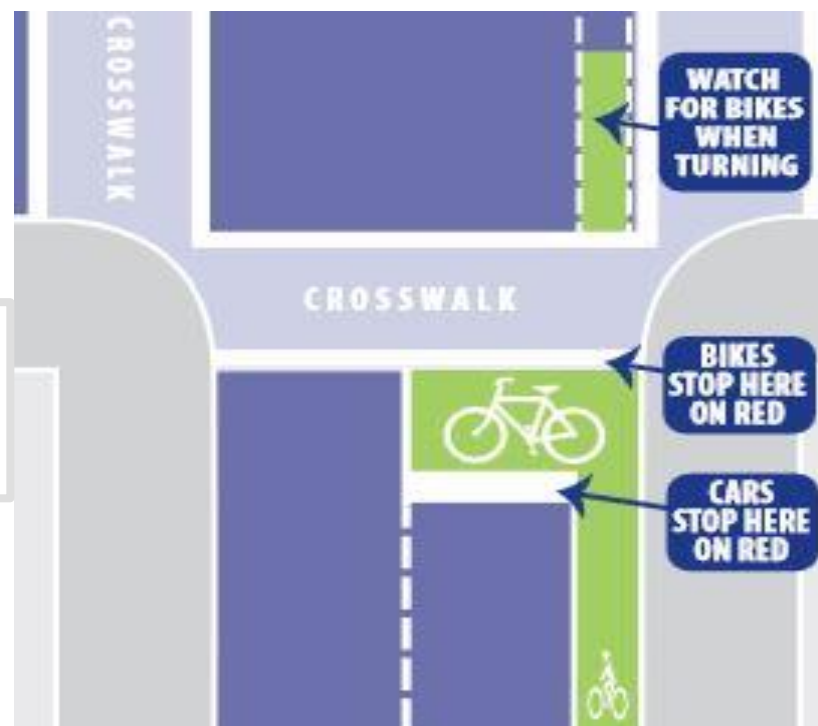 CROSSWALK
WATCH
FOR BIKES
WHEN
TURNING
CROSSWALK
BIKES
STOP HERE
ON RED
CARS
STOP HERE
ON RED